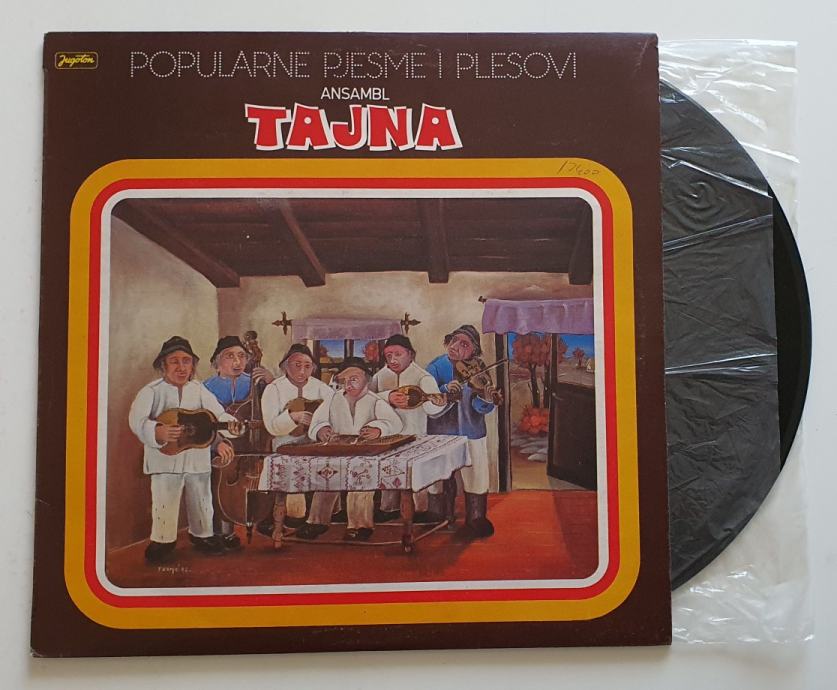 Jugoton
POPULARNE PJESME I PLESOVI
ANSAMBL
TAJNA